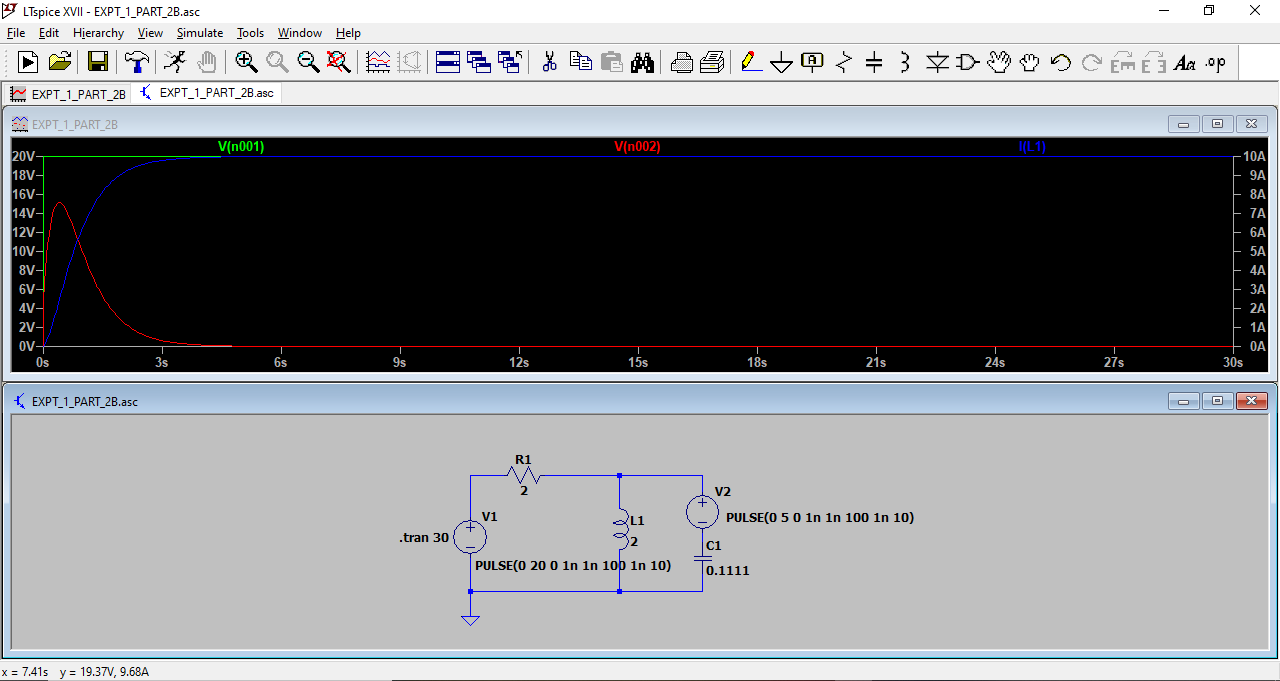 LTspice XVII - EXPT_1_PART_2B.asc
File Edit Hierarchy View Simulate Tools Window Help
EXPT_1_PART_2B EXPT_1_PART_2B.asc
EXPT_1_PART_2B
V(n001) V(n002) I(L1)
20V 10A
18V 9A
16V 8A
14V 7A
12V 6A
10V 5A
8V 4A
6V 3A
4V 2A
2V 1A
0V 0A
0s 3s 6s 9s 12s 15s 18s 21s 24s 27s 30s
EXPT_1_PART_2B.asc
R1
2
V2
V1
PULSE(0 5 0 1n 1n 100 1n 10)
L1
.tran 30
2
C1
PULSE(0 20 0 1n 1n 100 1n 10)
0.1111
x = 7.41s y = 19.37V, 9.68A